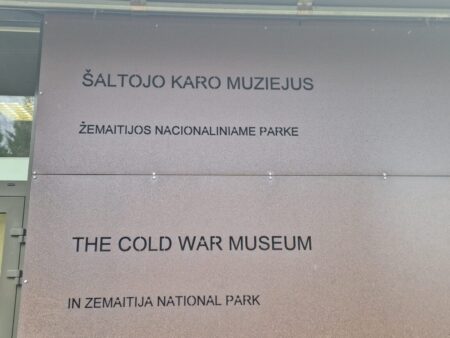 ŠALTOJO KARO MUZIEJUS
ŽEMAITIJOS NACIONALINIAME PARKE
THE COLD WAR MUSEUM
IN ZEMAITIJA NATIONAL PARK